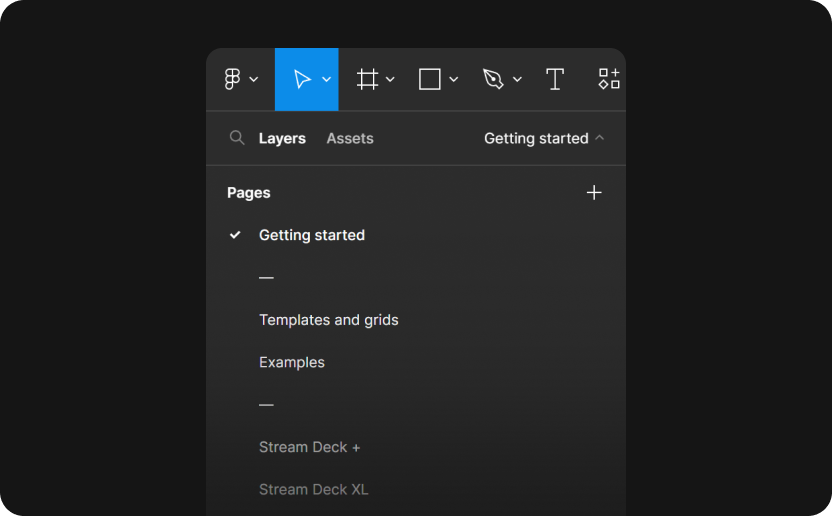 Layers Assets Getting started
Pages
Getting started
—
Templates and grids
Examples
—
Stream Deck +
Stream Deck XL